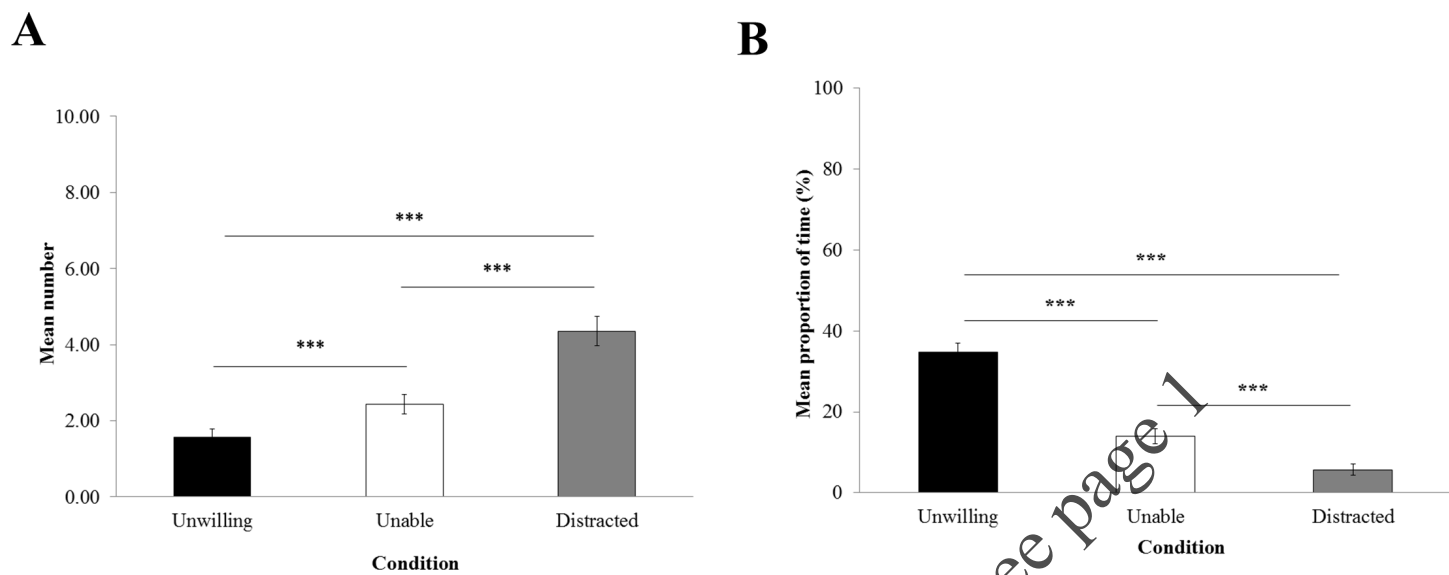 A
Mean number
10.00
8.00
6.00
4.00
2.00
0.00
***
***
***
Unwilling Unable Distracted
Condition
B
Mean proportion of time (%)
100
80
60
40
20
0
***
***
***
Unwilling Unable Distracted
Condition
ee page 1